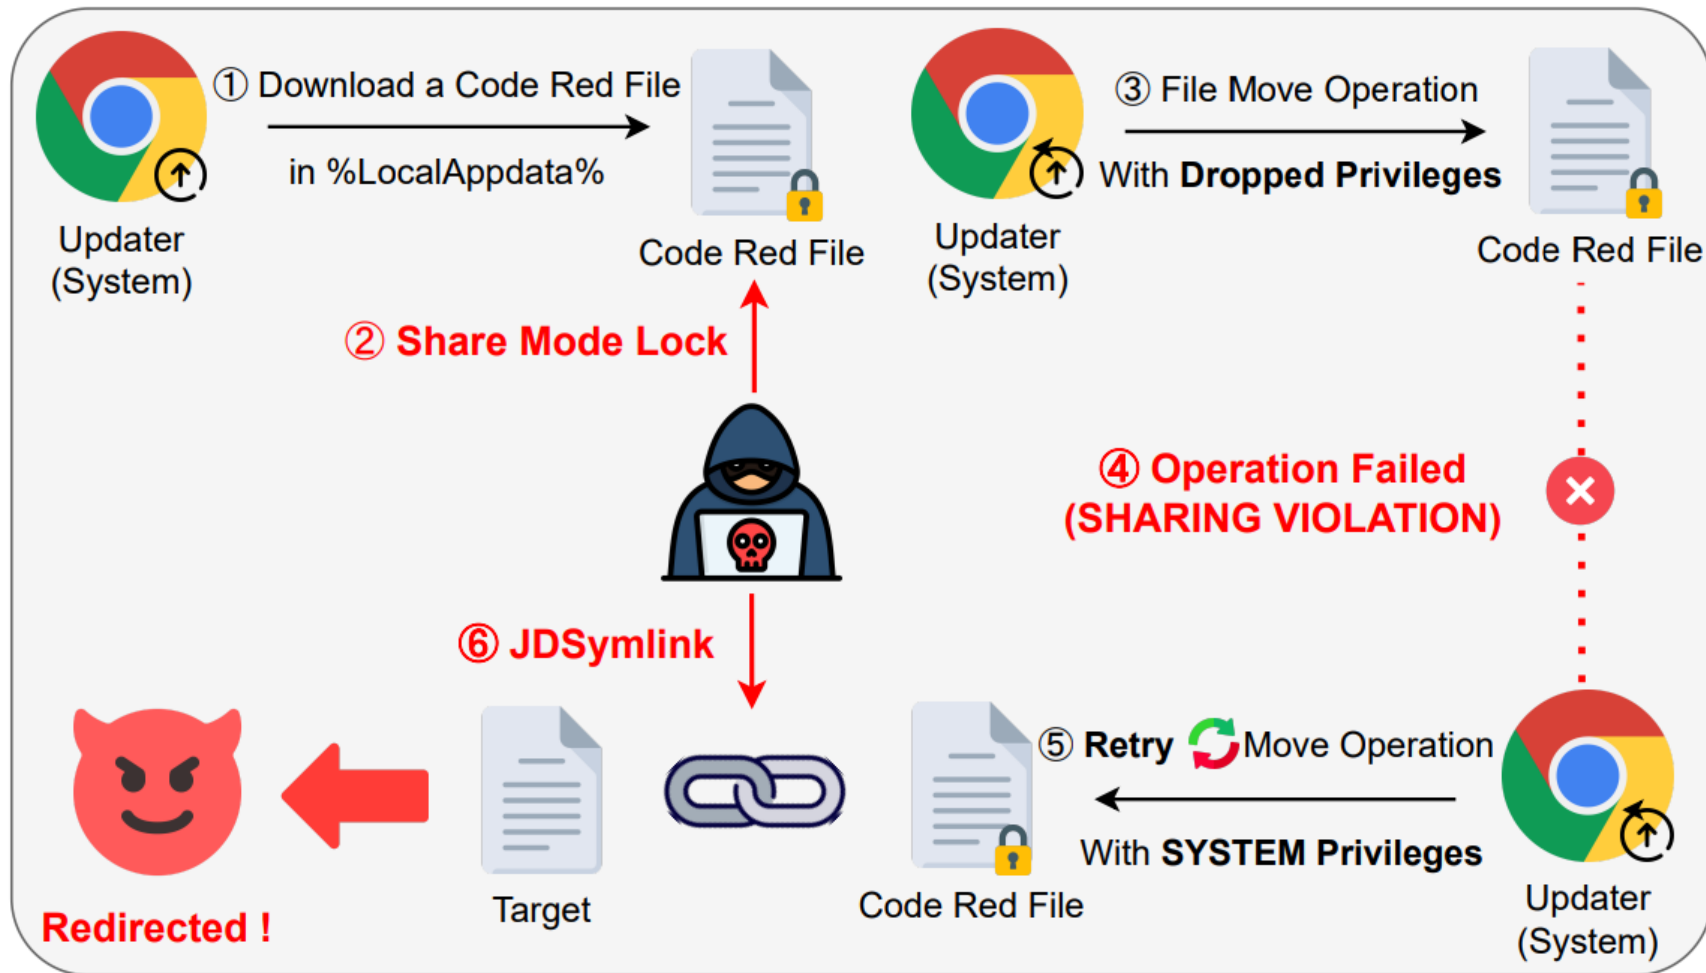 ① Download a Code Red File
in %LocalAppdata%
Updater
(System)
Code Red File
② Share Mode Lock
③ File Move Operation
With Dropped Privileges
Updater
(System)
Code Red File
④ Operation Failed
(SHARING VIOLATION)
⑤ Retry Move Operation
With SYSTEM Privileges
Updater
(System)
Code Red File
⑥ JDSymlink
Target
Redirected !